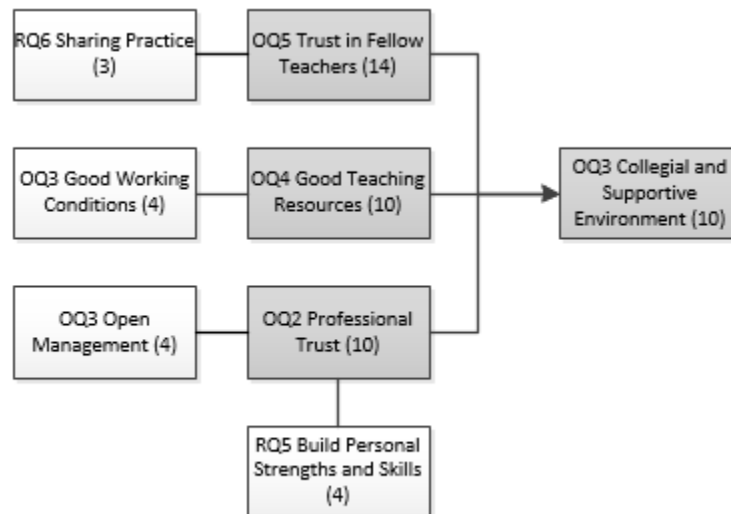 RQ6 Sharing Practice
(3)
OQ5 Trust in Fellow
Teachers (14)
OQ3 Good Working
Conditions (4)
OQ4 Good Teaching
Resources (10)
OQ3 Collegial and
Supportive
Environment (10)
OQ3 Open
Management (4)
OQ2 Professional
Trust (10)
RQ5 Build Personal
Strengths and Skills
(4)